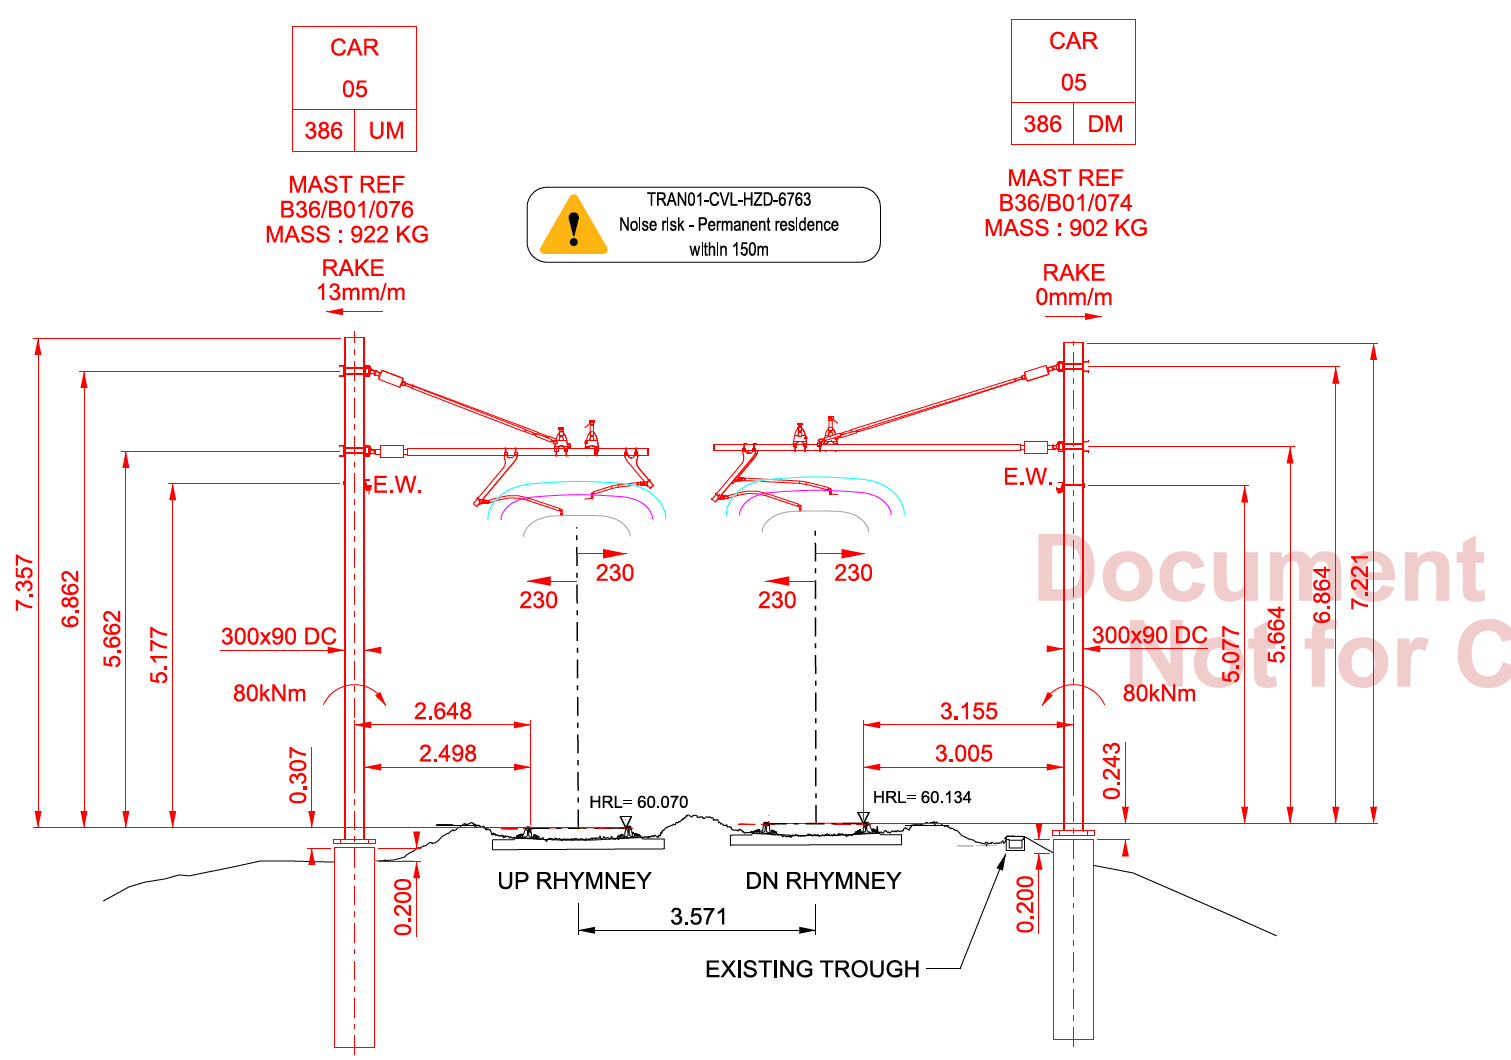 CAR
05
386 UM
MAST REF
B36/B01/076
MASS : 922 KG
RAKE
13mm/m
TRAN01-CVL-HZD-6763
Noise risk - Permanent residence
within 150m
CAR
05
386 DM
MAST REF
B36/B01/074
MASS : 902 KG
RAKE
0mm/m
E.W.
E.W.
230
230
230
230
7.357
6.862
5.662
5.177
300x90 DC
80kNm
2.648
2.498
0.307
0.200
HRL= 60.070
UP RHYMNEY
HRL= 60.134
DN RHYMNEY
3.571
EXISTING TROUGH
3.155
3.005
0.243
0.200
300x90 DC
80kNm
5.077
5.664
6.864
7.221
Document
Not for C